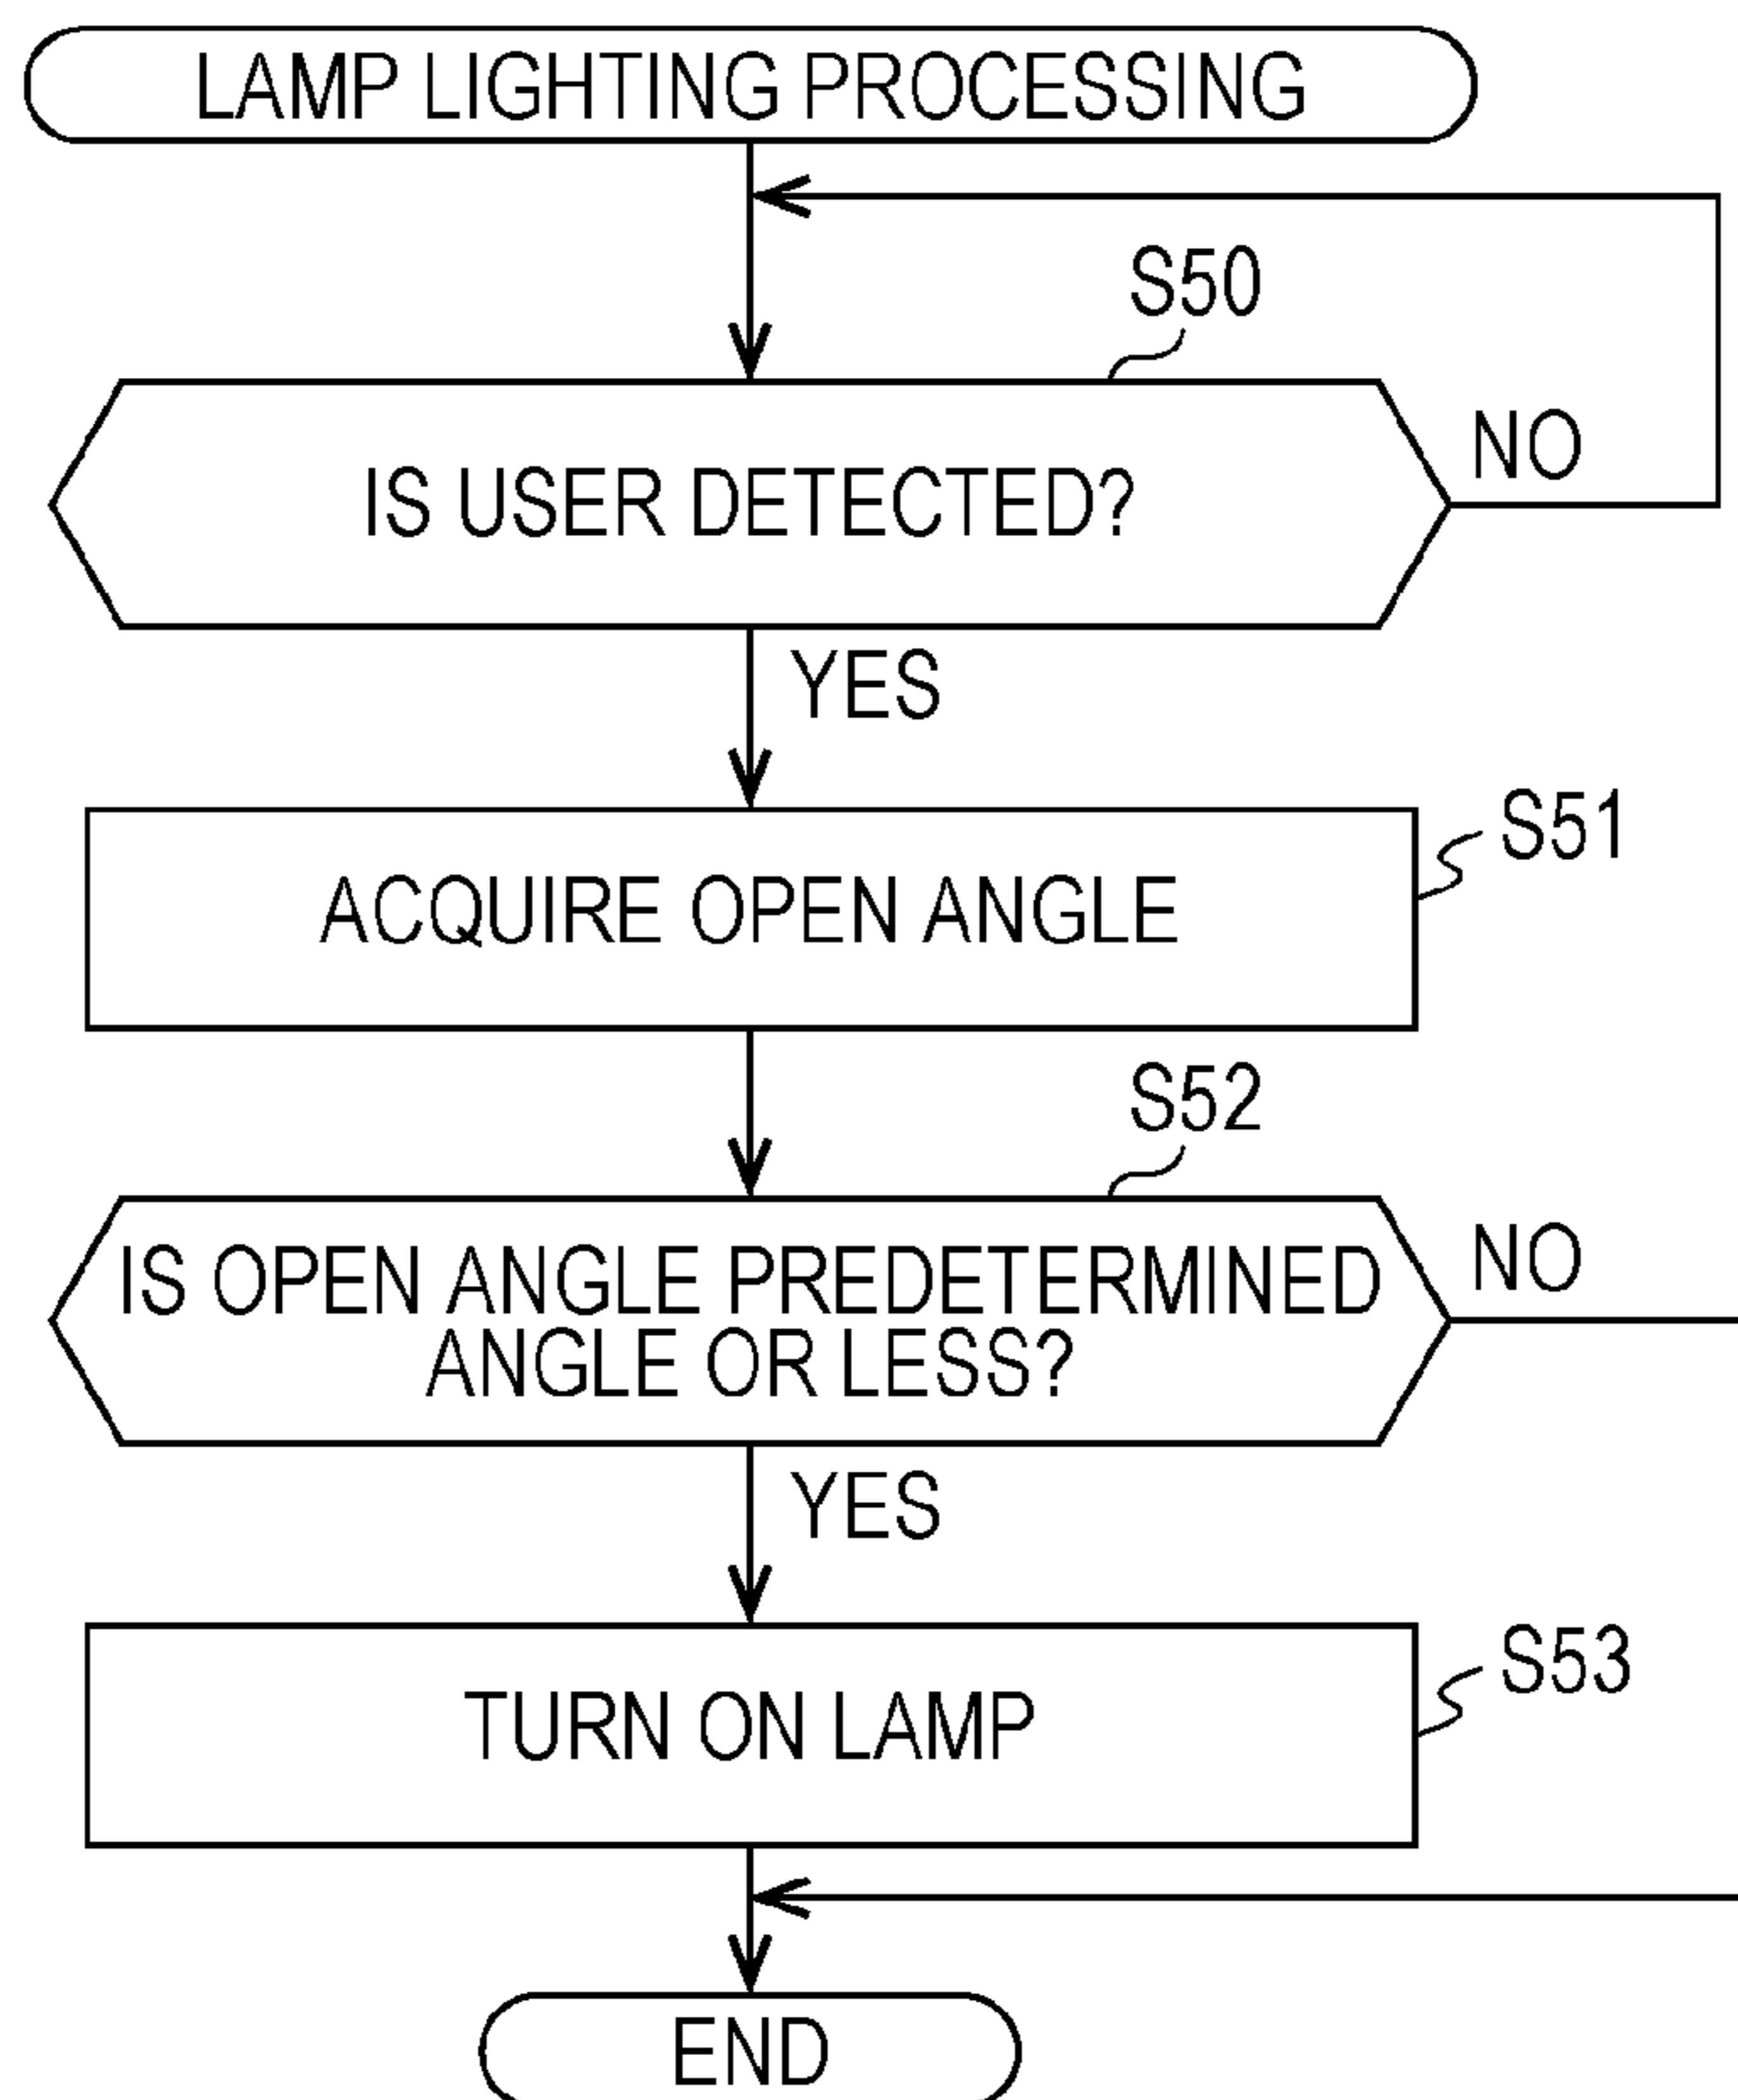 LAMP LIGHTING PROCESSING
S50
IS USER DETECTED?
NO
YES
S51
ACQUIRE OPEN ANGLE
S52
IS OPEN ANGLE PREDETERMINED
ANGLE OR LESS?
NO
YES
S53
TURN ON LAMP
END